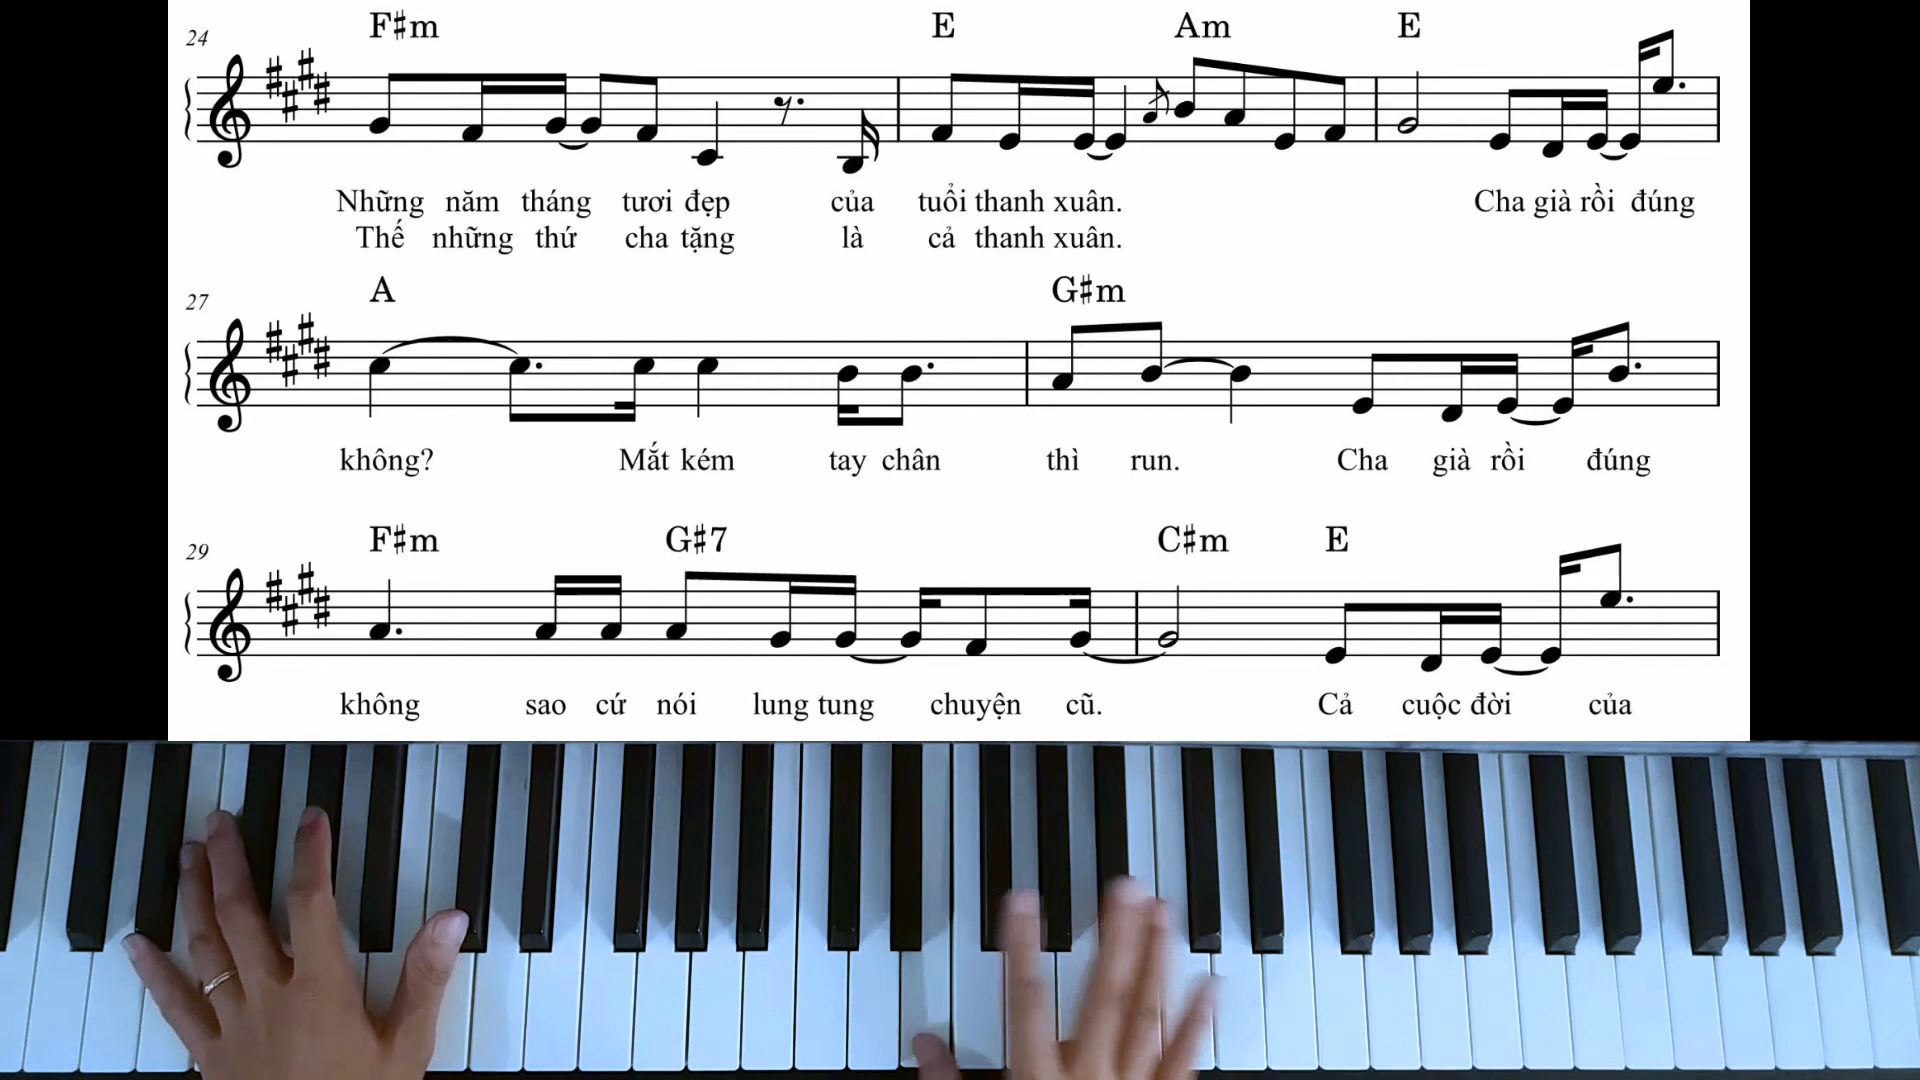 F♯m E Am E
24
Những năm tháng tươi đẹp của tuổi thanh xuân. Cha già rồi đúng
Thế những thứ cha tặng là cả thanh xuân.
A G♯m
27
không? Mắt kém tay chân thì run. Cha già rồi đúng
F♯m G♯7 C♯m E
29
không sao cứ nói lung tung chuyện cũ. Cả cuộc đời của